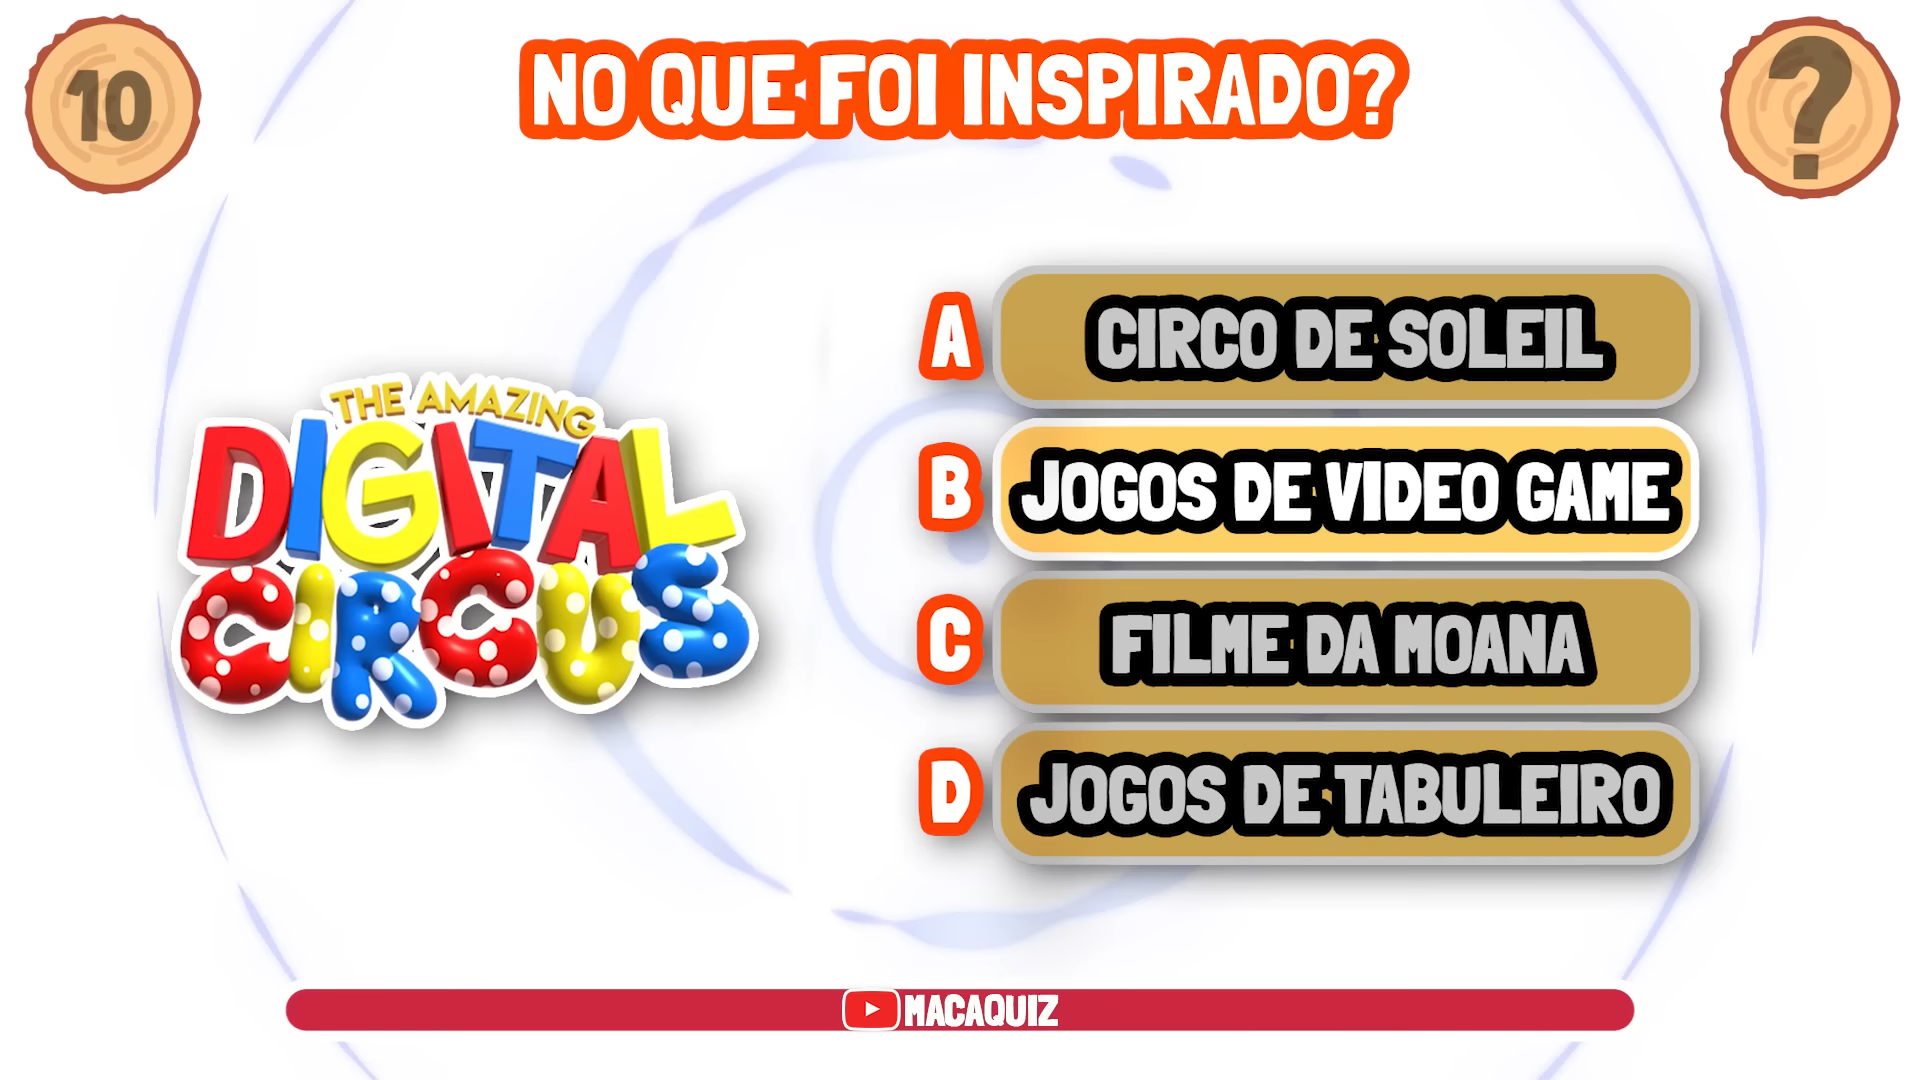 10
NO QUE FOI INSPIRADO?
?
THE AMAZING
DIGITAL
CIRCUS
A
CIRCO DE SOLEIL
B
JOGOS DE VIDEO GAME
C
FILME DA MOANA
D
JOGOS DE TABULEIRO
MACAQUIZ